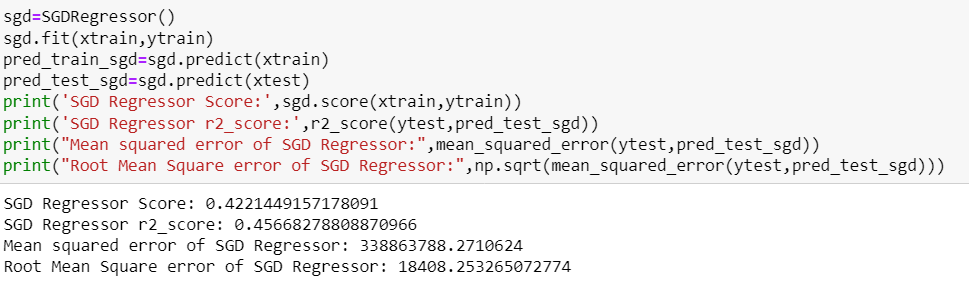 sgd=SGDRegressor()
sgd.fit(xtrain,ytrain)
pred_train_sgd=sgd.predict(xtrain)
pred_test_sgd=sgd.predict(xtest)
print('SGD Regressor Score:',sgd.score(xtrain,ytrain))
print('SGD Regressor r2_score:',r2_score(ytest,pred_test_sgd))
print("Mean squared error of SGD Regressor:",mean_squared_error(ytest,pred_test_sgd))
print("Root Mean Square error of SGD Regressor:",np.sqrt(mean_squared_error(ytest,pred_test_sgd)))
SGD Regressor Score: 0.4221449157178091
SGD Regressor r2_score: 0.45668278808870966
Mean squared error of SGD Regressor: 338863788.2710624
Root Mean Square error of SGD Regressor: 18408.253265072774